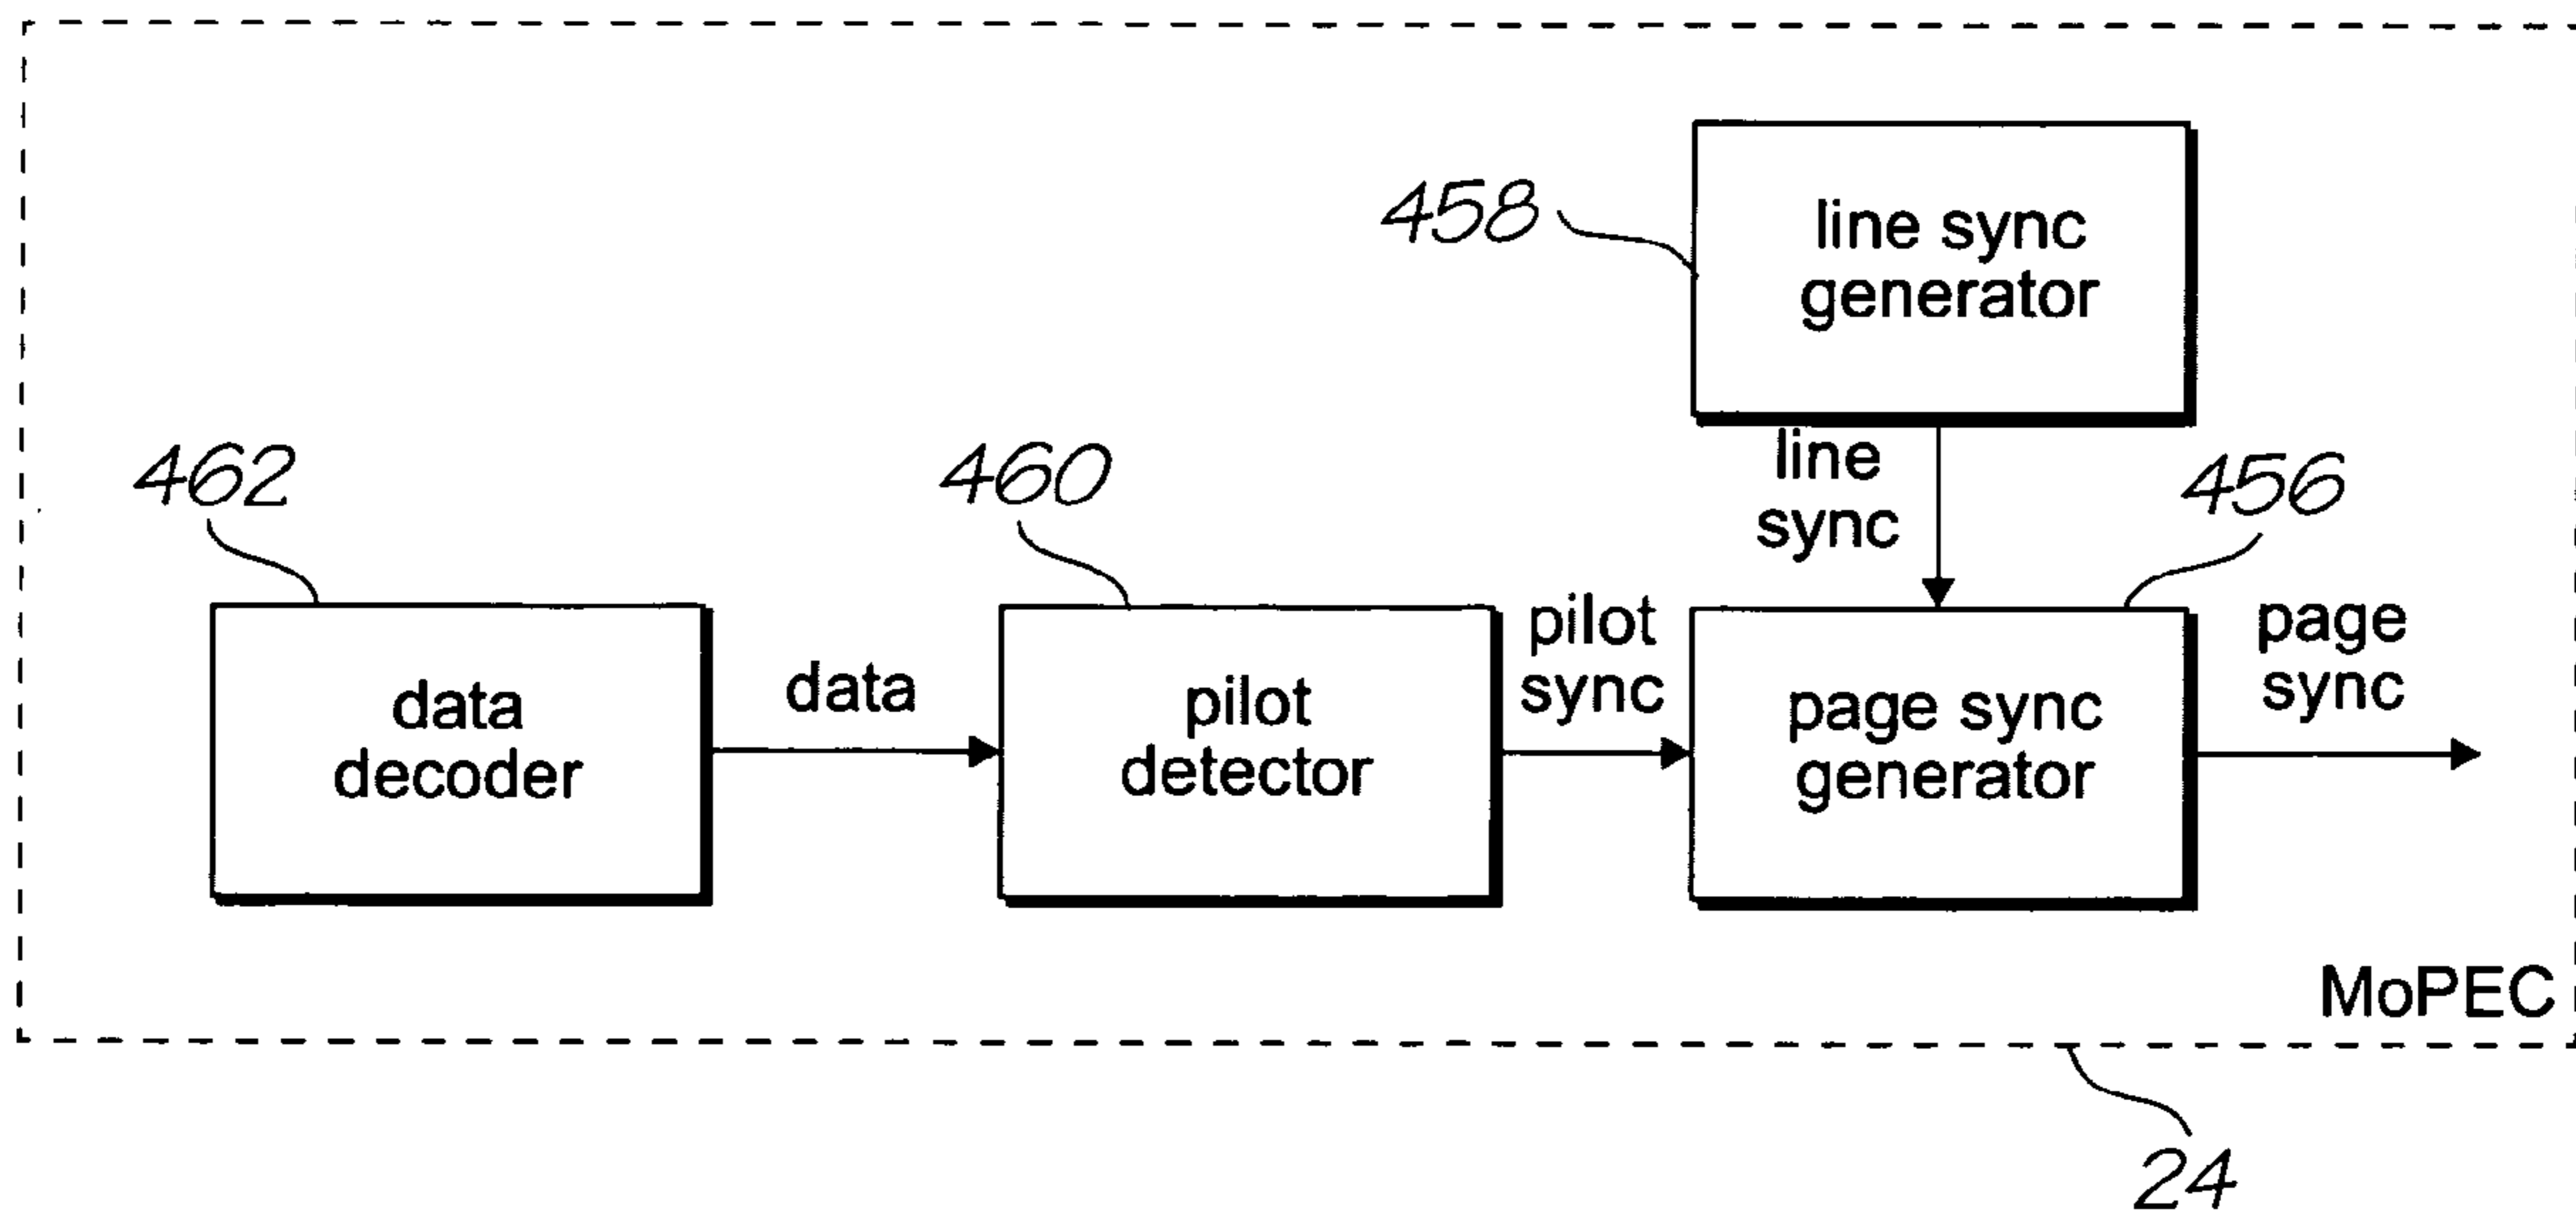 458
line sync
generator
line
sync
462
460
456
data
decoder
data
pilot
detector
pilot
sync
page sync
generator
page
sync
MoPEC
24